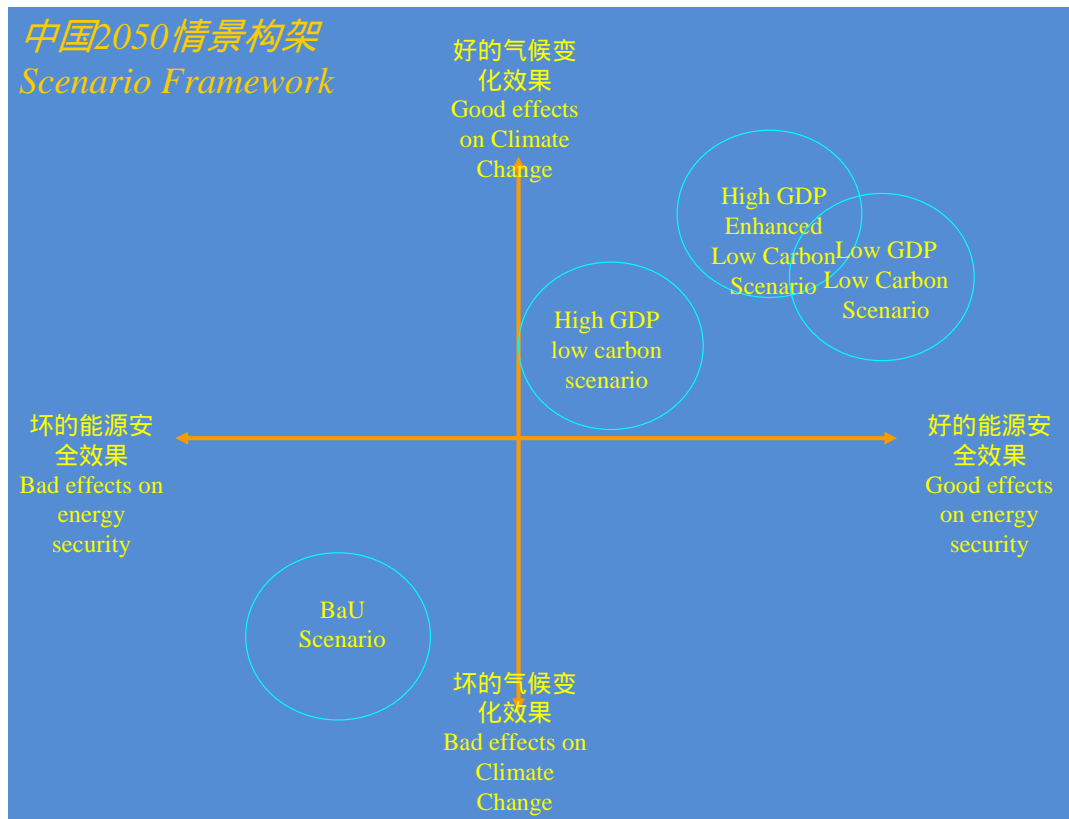 中国2050情景构架
Scenario Framework
好的气候变
化效果
Good effects
on Climate
Change
High GDP
Enhanced
Low Carbon
Scenario
Low GDP
Low Carbon
Scenario
High GDP
low carbon
scenario
坏的能源安
全效果
Bad effects on
energy
security
好的能源安
全效果
Good effects
on energy
security
BaU
Scenario
坏的气候变
化效果
Bad effects on
Climate
Change